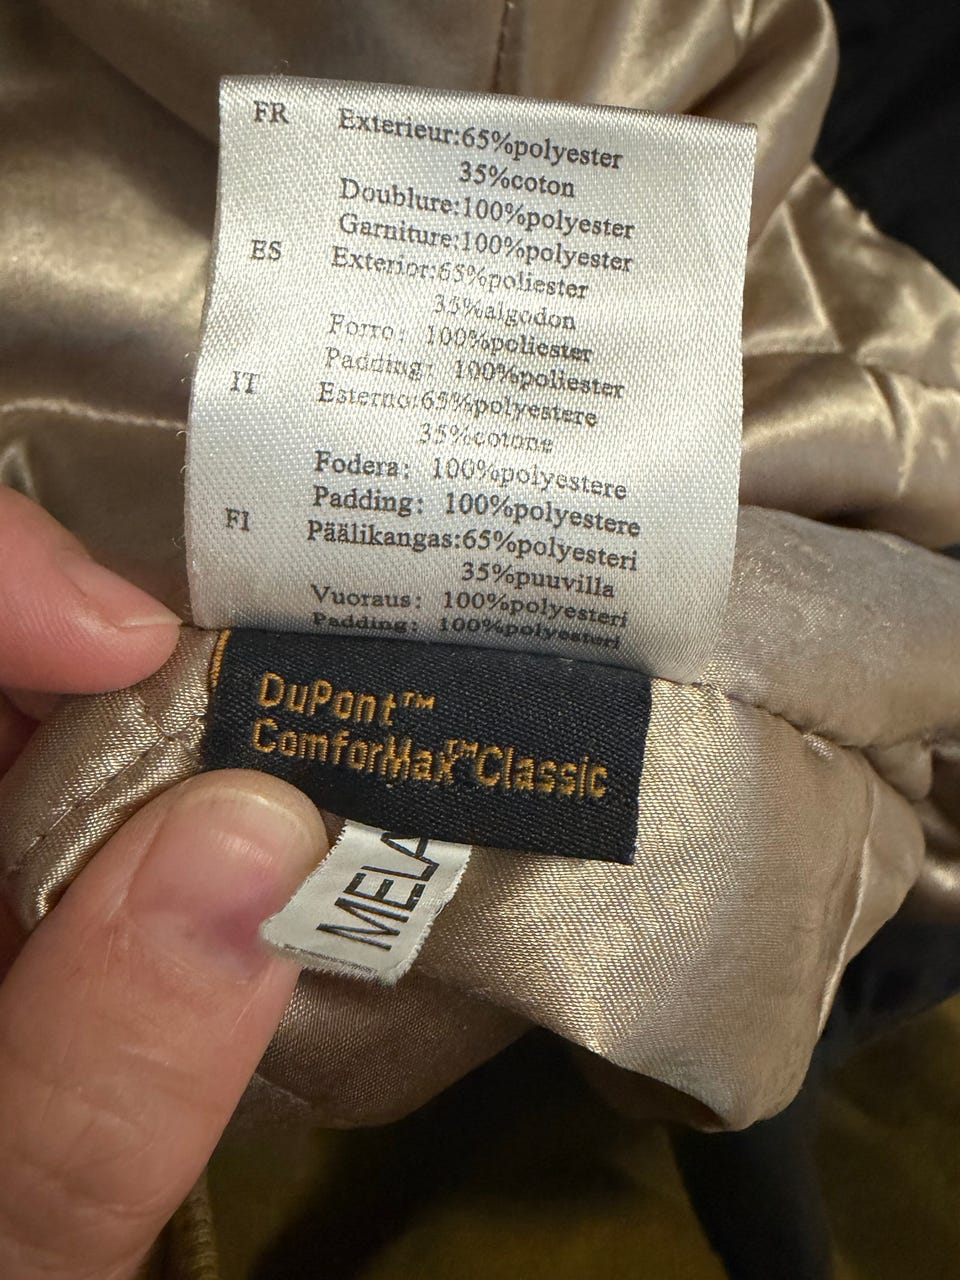 FR Exterieur:65%polyester
35%coton
Doublure:100%polyester
Garniture:100%polyester
ES Exterior:65%poliester
35%algodon
Forro: 100%poliester
Padding: 100%poliester
IT Esterno:65%polyestere
35%cotone
Fodera: 100%polyestere
Padding: 100%polyestere
FI Päälikangas:65%polyesteri
35%puuvilla
Vuoraus: 100%polyesteri
Padding: 100%polyesteri
DuPont™
ComforMax™Classic
MELA